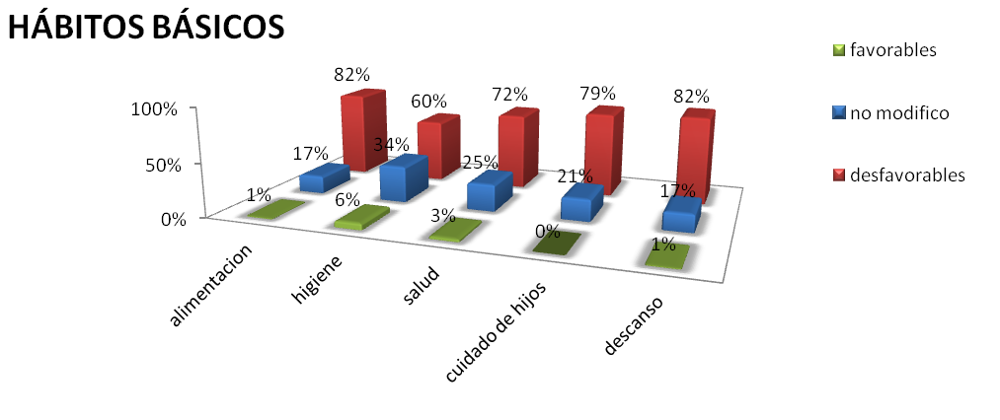 HÁBITOS BÁSICOS
favorables
no modifico
desfavorables
100%
50%
0%
82%
60%
72%
79%
82%
17%
34%
25%
21%
17%
1%
6%
3%
0%
1%
alimentacion
higiene
salud
cuidado de hijos
descanso